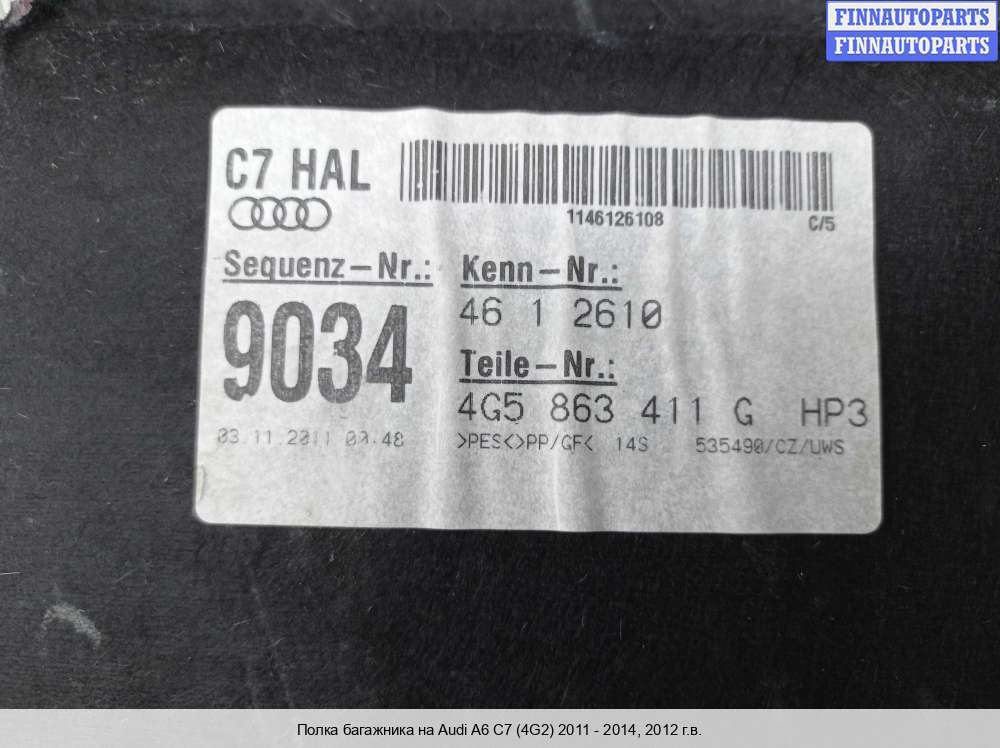 FINNAUTOPARTS
FINNAUTOPARTS
C7 HAL
1146126108
C/5
Sequenz-Nr.: Kenn-Nr.:
9034 46 1 2610
Teile-Nr.:
4G5 863 411 G HP3
03.11.2011 09:48 >PES<>PP/GF< 14S 535490/CZ/UWS
Полка багажника на Audi A6 C7 (4G2) 2011 - 2014, 2012 г.в.